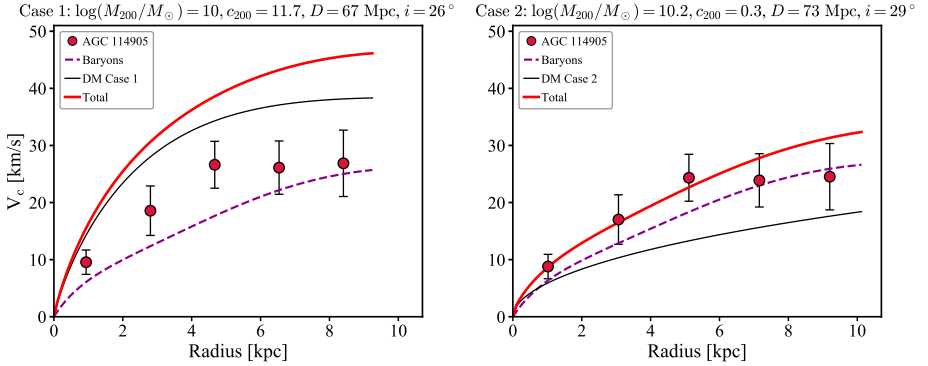 Case 1: log(M₂₀₀/M☉) = 10, c₂₀₀ = 11.7, D = 67 Mpc, i = 26°
AGC 114905
Baryons
DM Case 1
Total
V_c [km/s]
50
40
30
20
10
0
0 2 4 6 8 10
Radius [kpc]
Case 2: log(M₂₀₀/M☉) = 10.2, c₂₀₀ = 0.3, D = 73 Mpc, i = 29°
AGC 114905
Baryons
DM Case 2
Total
50
40
30
20
10
0
0 2 4 6 8 10
Radius [kpc]